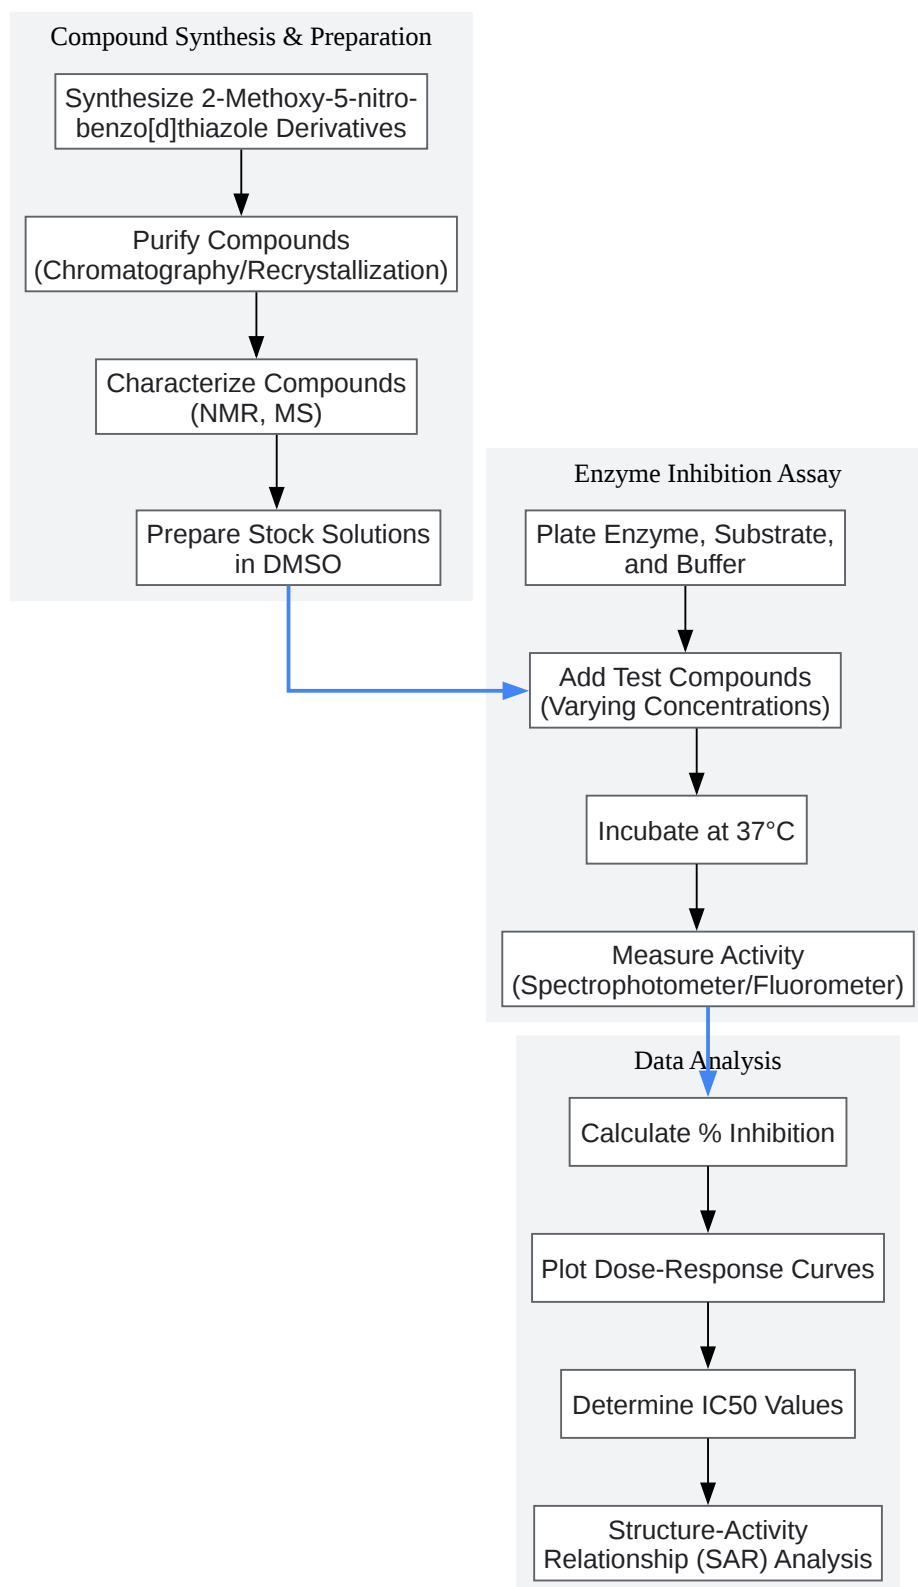 Compound Synthesis & Preparation
Synthesize 2-Methoxy-5-nitro-
benzo[d]thiazole Derivatives
Purify Compounds
(Chromatography/Recrystallization)
Characterize Compounds
(NMR, MS)
Prepare Stock Solutions
in DMSO
Enzyme Inhibition Assay
Plate Enzyme, Substrate,
and Buffer
Add Test Compounds
(Varying Concentrations)
Incubate at 37°C
Measure Activity
(Spectrophotometer/Fluorometer)
Data Analysis
Calculate % Inhibition
Plot Dose-Response Curves
Determine IC50 Values
Structure-Activity
Relationship (SAR) Analysis